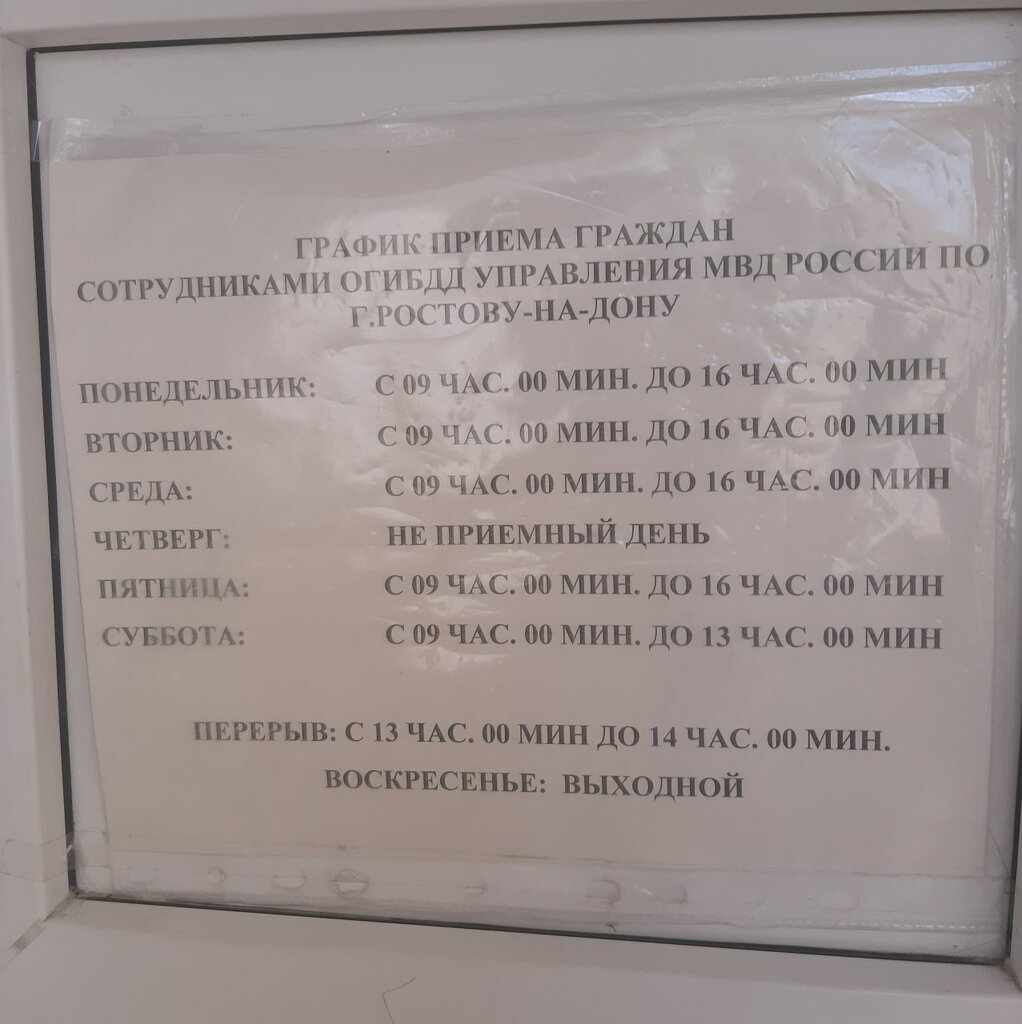 ГРАФИК ПРИЕМА ГРАЖДАН
СОТРУДНИКАМИ ОГИБДД УПРАВЛЕНИЯ МВД РОССИИ ПО
Г.РОСТОВУ-НА-ДОНУ
ПОНЕДЕЛЬНИК: С 09 ЧАС. 00 МИН. ДО 16 ЧАС. 00 МИН
ВТОРНИК: С 09 ЧАС. 00 МИН. ДО 16 ЧАС. 00 МИН
СРЕДА: С 09 ЧАС. 00 МИН. ДО 16 ЧАС. 00 МИН
ЧЕТВЕРГ: НЕ ПРИЕМНЫЙ ДЕНЬ
ПЯТНИЦА: С 09 ЧАС. 00 МИН. ДО 16 ЧАС. 00 МИН
СУББОТА: С 09 ЧАС. 00 МИН. ДО 13 ЧАС. 00 МИН
ПЕРЕРЫВ: С 13 ЧАС. 00 МИН ДО 14 ЧАС. 00 МИН.
ВОСКРЕСЕНЬЕ: ВЫХОДНОЙ